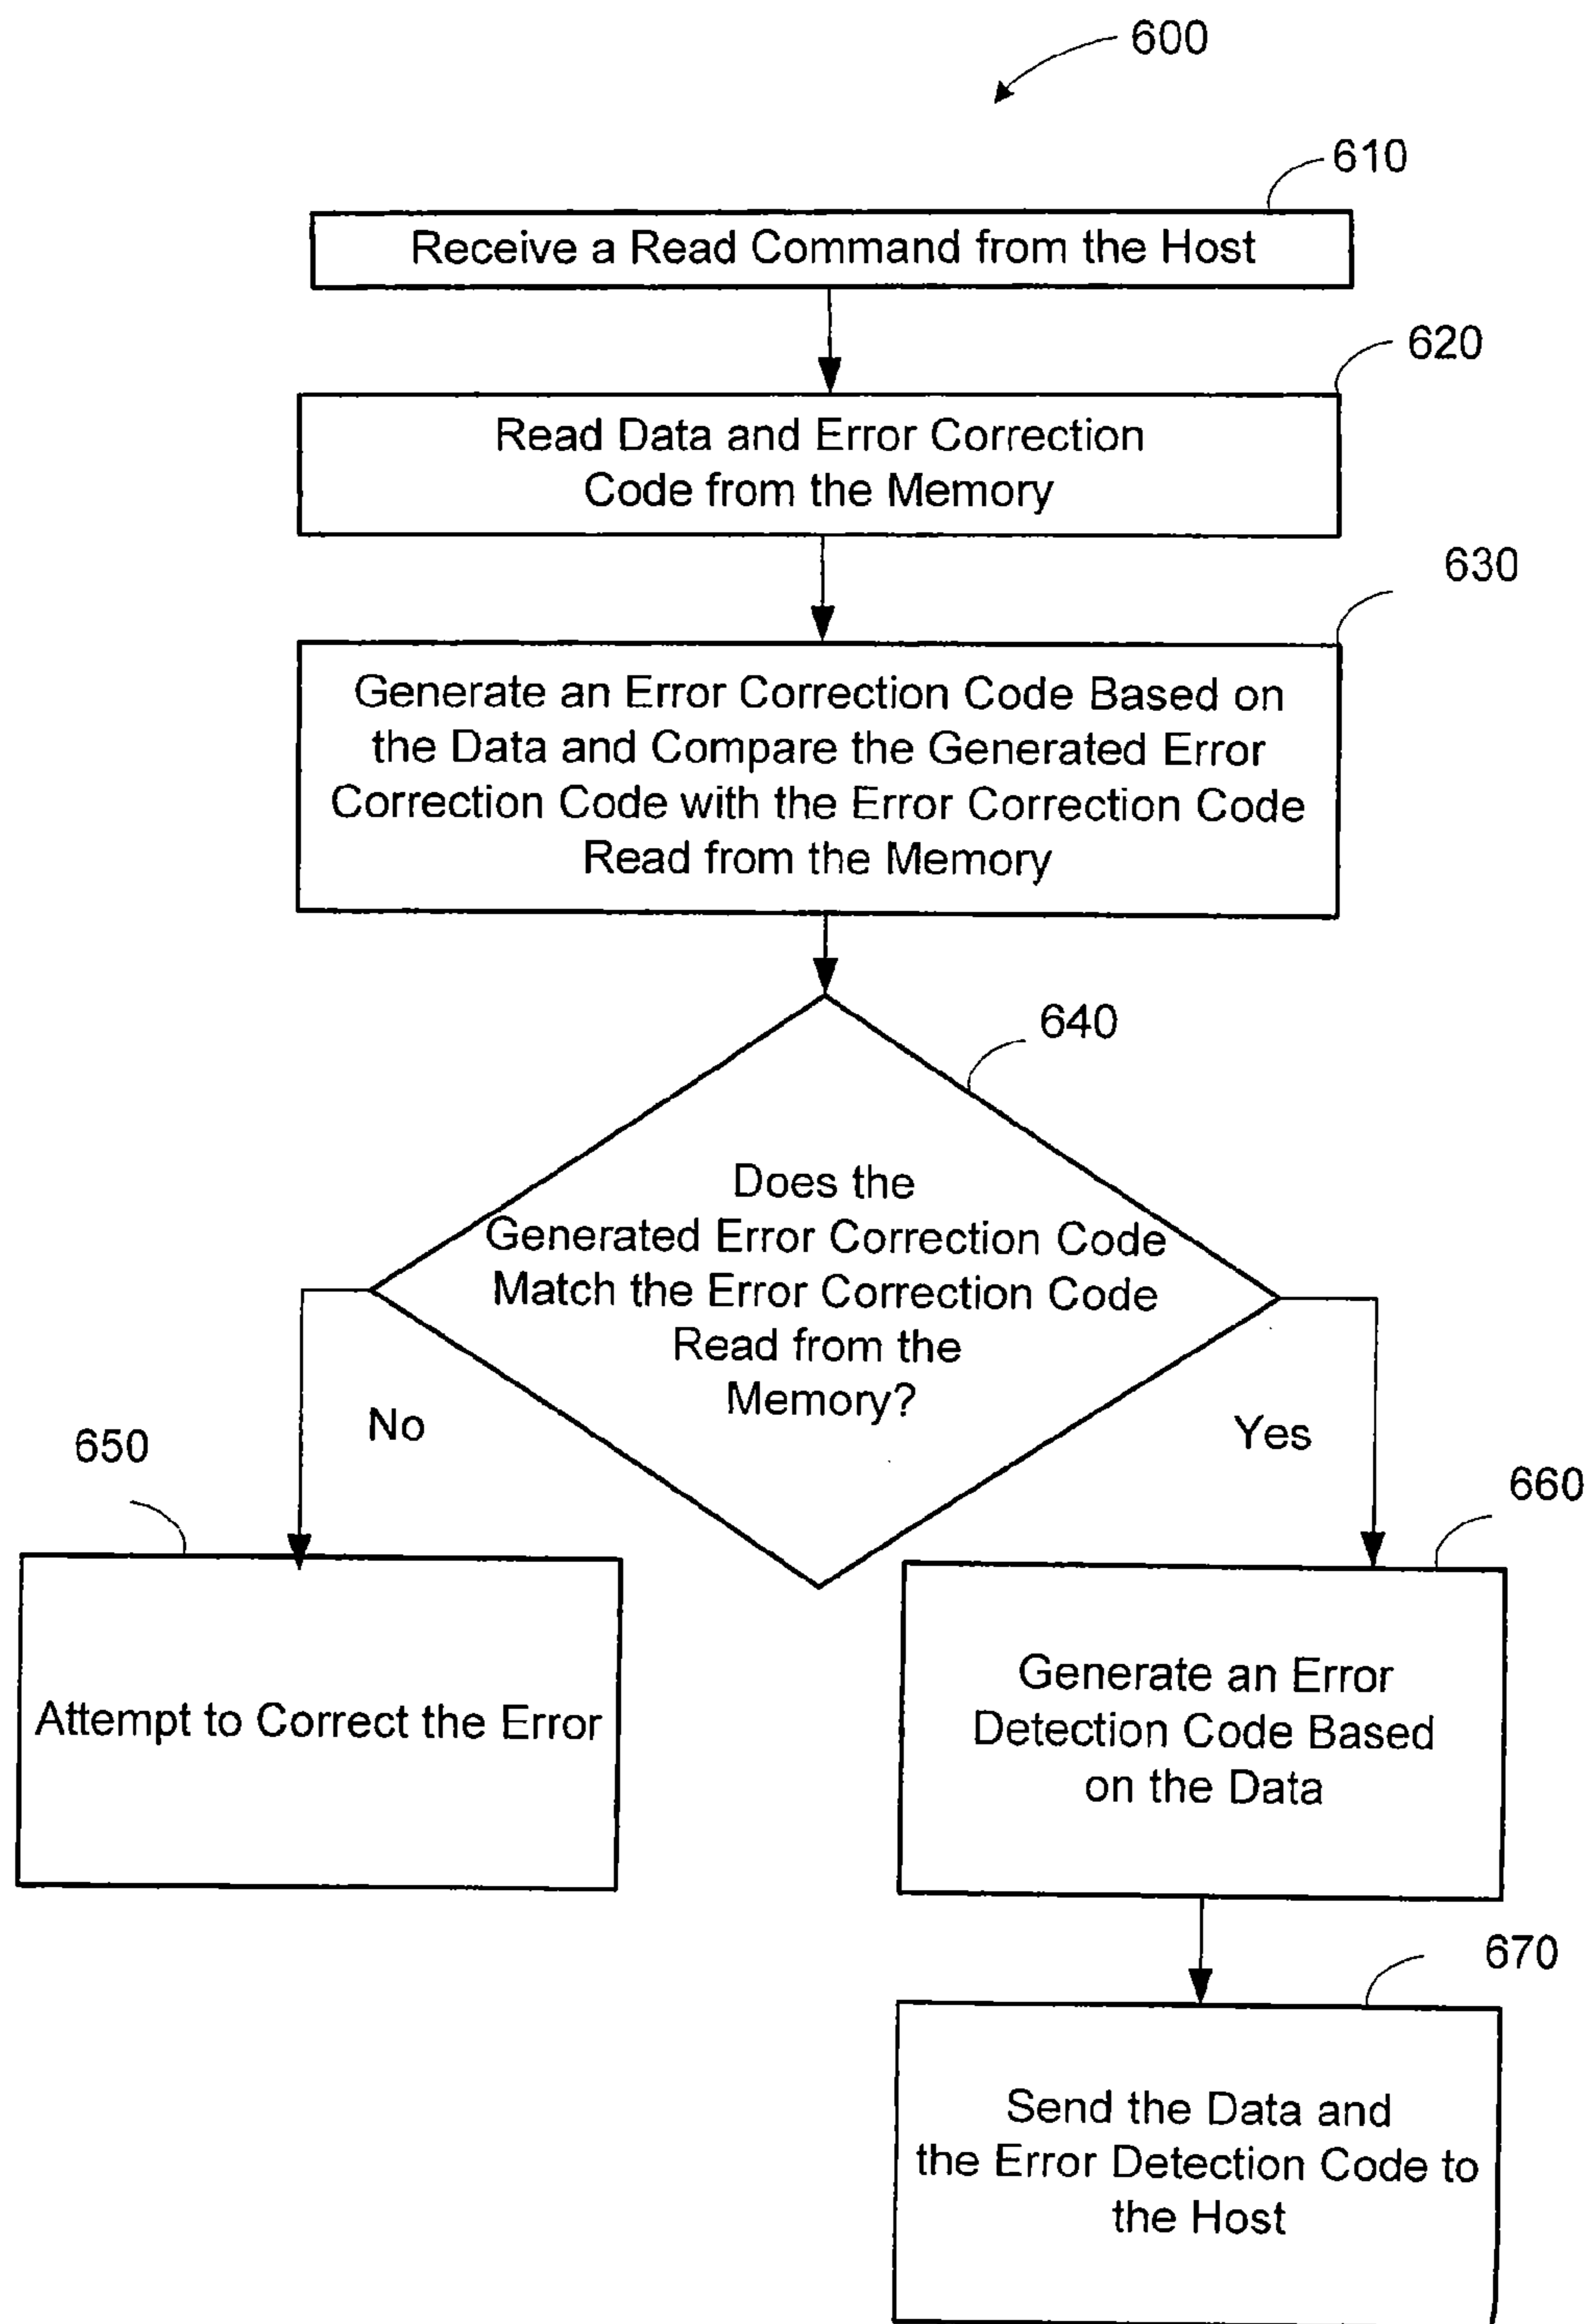 600
610
Receive a Read Command from the Host
620
Read Data and Error Correction
Code from the Memory
630
Generate an Error Correction Code Based on
the Data and Compare the Generated Error
Correction Code with the Error Correction Code
Read from the Memory
640
Does the
Generated Error Correction Code
Match the Error Correction Code
Read from the
Memory?
No
Yes
650
Attempt to Correct the Error
660
Generate an Error
Detection Code Based
on the Data
670
Send the Data and
the Error Detection Code to
the Host